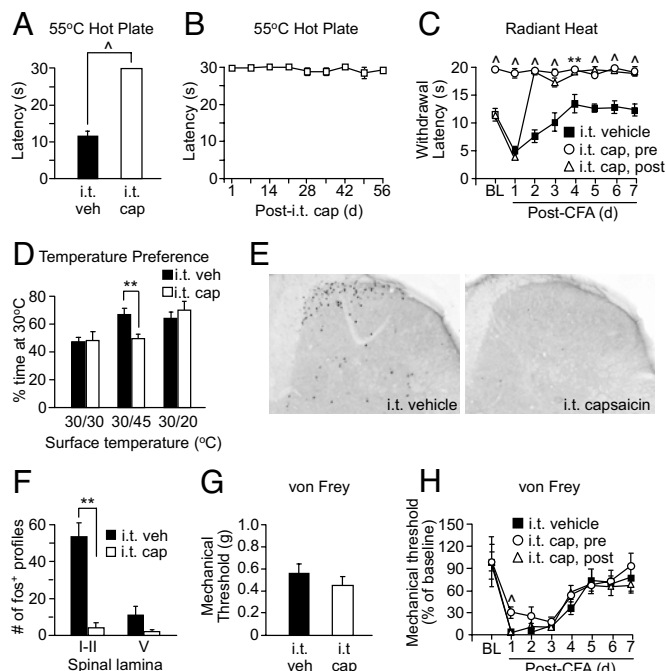 A
55°C Hot Plate
^
Latency (s)
30
20
10
0
i.t. veh
i.t. cap
B
55°C Hot Plate
Latency (s)
30
20
10
0
1 14 28 42 56
Post-i.t. cap (d)
C
Radiant Heat
^ ^ ^ ^ ** ^ ^ ^
Withdrawal Latency (s)
20
15
10
5
0
i.t. vehicle
i.t. cap, pre
i.t. cap, post
BL 1 2 3 4 5 6 7
Post-CFA (d)
D
Temperature Preference
i.t. veh
i.t. cap
**
% time at 30°C
80
60
40
20
0
30/30 30/45 30/20
Surface temperature (°C)
E
i.t. vehicle
i.t. capsaicin
F
**
i.t. veh
i.t. cap
# of fos+ profiles
60
40
20
0
I-II V
Spinal lamina
G
von Frey
Mechanical Threshold (g)
1.0
0.8
0.6
0.4
0.2
0
i.t. veh
i.t cap
H
von Frey
i.t. vehicle
i.t. cap, pre
i.t. cap, post
^
Mechanical threshold (% of baseline)
150
120
90
60
30
0
BL 1 2 3 4 5 6 7
Post-CFA (d)